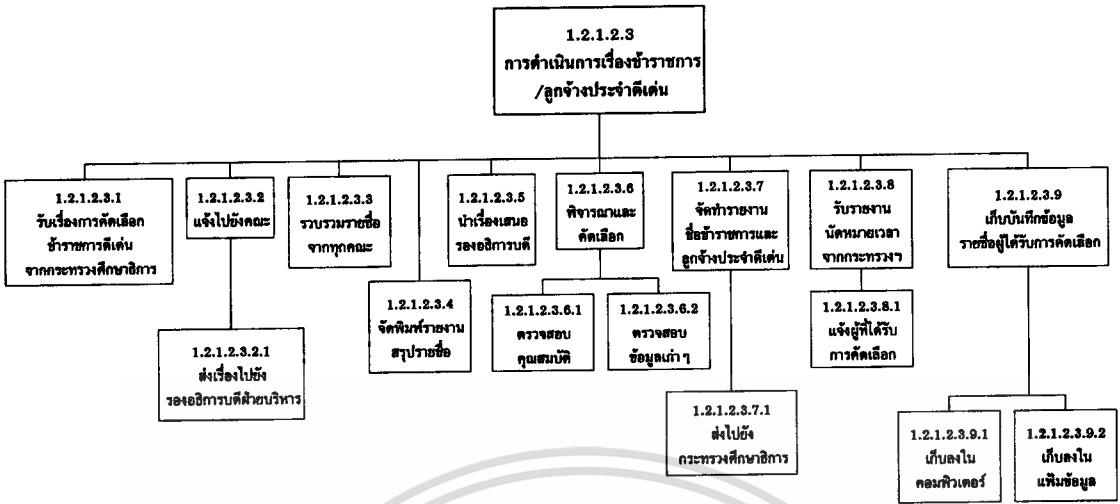 1.2.1.2.3
การดำเนินการเรื่องข้าราชการ
/ลูกจ้างประจำดีเด่น
1.2.1.2.3.1
รับเรื่องการคัดเลือก
ข้าราชการดีเด่น
จากกระทรวงศึกษาธิการ
1.2.1.2.3.2
แจ้งไปยังคณะ
1.2.1.2.3.3
รวบรวมรายชื่อ
จากทุกคณะ
1.2.1.2.3.5
นำเรื่องเสนอ
รองอธิการบดี
1.2.1.2.3.6
พิจารณาและ
คัดเลือก
1.2.1.2.3.7
จัดทำรายงาน
ชื่อข้าราชการและ
ลูกจ้างประจำดีเด่น
1.2.1.2.3.8
รับรายงาน
นัดหมายเวลา
จากกระทรวงฯ
1.2.1.2.3.9
เก็บบันทึกข้อมูล
รายชื่อผู้ได้รับการคัดเลือก
1.2.1.2.3.4
จัดพิมพ์รายงาน
สรุปรายชื่อ
1.2.1.2.3.6.1
ตรวจสอบ
คุณสมบัติ
1.2.1.2.3.6.2
ตรวจสอบ
ข้อมูลเก่า ๆ
1.2.1.2.3.8.1
แจ้งผู้ที่ได้รับ
การคัดเลือก
1.2.1.2.3.2.1
ส่งเรื่องไปยัง
รองอธิการบดีฝ่ายบริหาร
1.2.1.2.3.7.1
ส่งไปยัง
กระทรวงศึกษาธิการ
1.2.1.2.3.9.1
เก็บลงใน
คอมพิวเตอร์
1.2.1.2.3.9.2
เก็บลงใน
แฟ้มข้อมูล